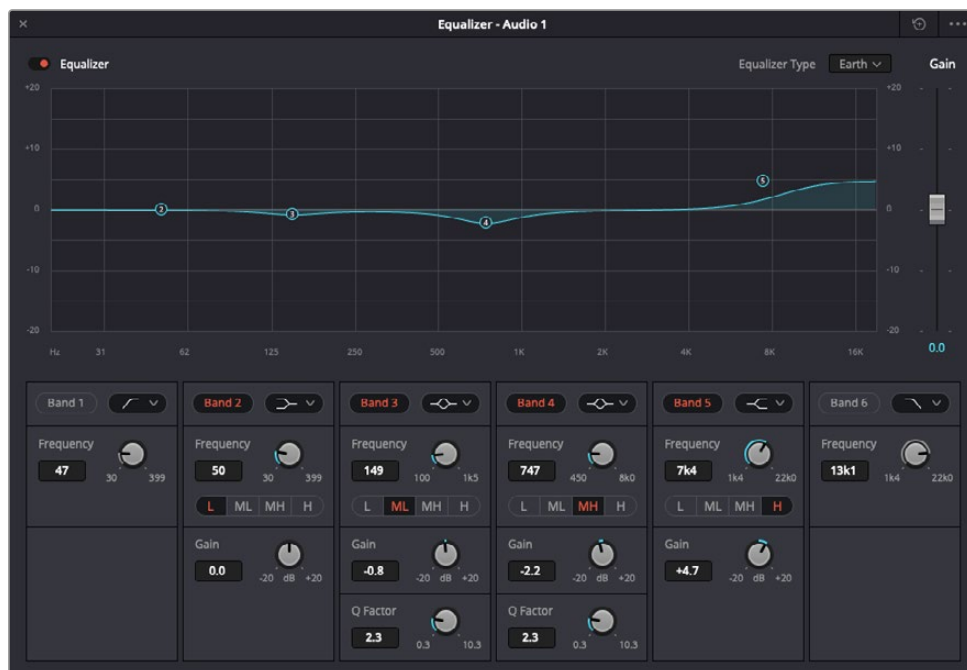 Equalizer - Audio 1
Equalizer
Equalizer Type Earth Gain
+20 +20
+10 +10
0 0
-10 -10
-20 -20
Hz 31 62 125 250 500 1K 2K 4K 8K 16K 0.0
2 3 4 5
Band 1 Band 2 Band 3 Band 4 Band 5 Band 6
Frequency Frequency Frequency Frequency Frequency Frequency
47 50 149 747 7k4 13k1
30 399 30 399 100 1k5 450 8k0 1k4 22k0 1k4 22k0
L ML MH H L ML MH H L ML MH H L ML MH H
Gain Gain Gain Gain
0.0 -0.8 -2.2 +4.7
-20 dB +20 -20 dB +20 -20 dB +20 -20 dB +20
Q Factor Q Factor
2.3 2.3
0.3 10.3 0.3 10.3